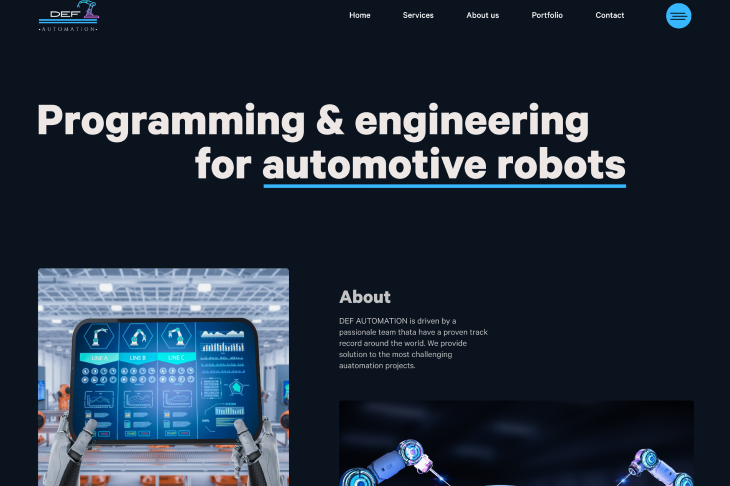 DEF
•AUTOMATION•
Home Services About us Portfolio Contact
Programming & engineering
for automotive robots
About
DEF AUTOMATION is driven by a
passionale team thata have a proven track
record around the world. We provide
solution to the most challenging
auatomation projects.
LINE A LINE B LINE C